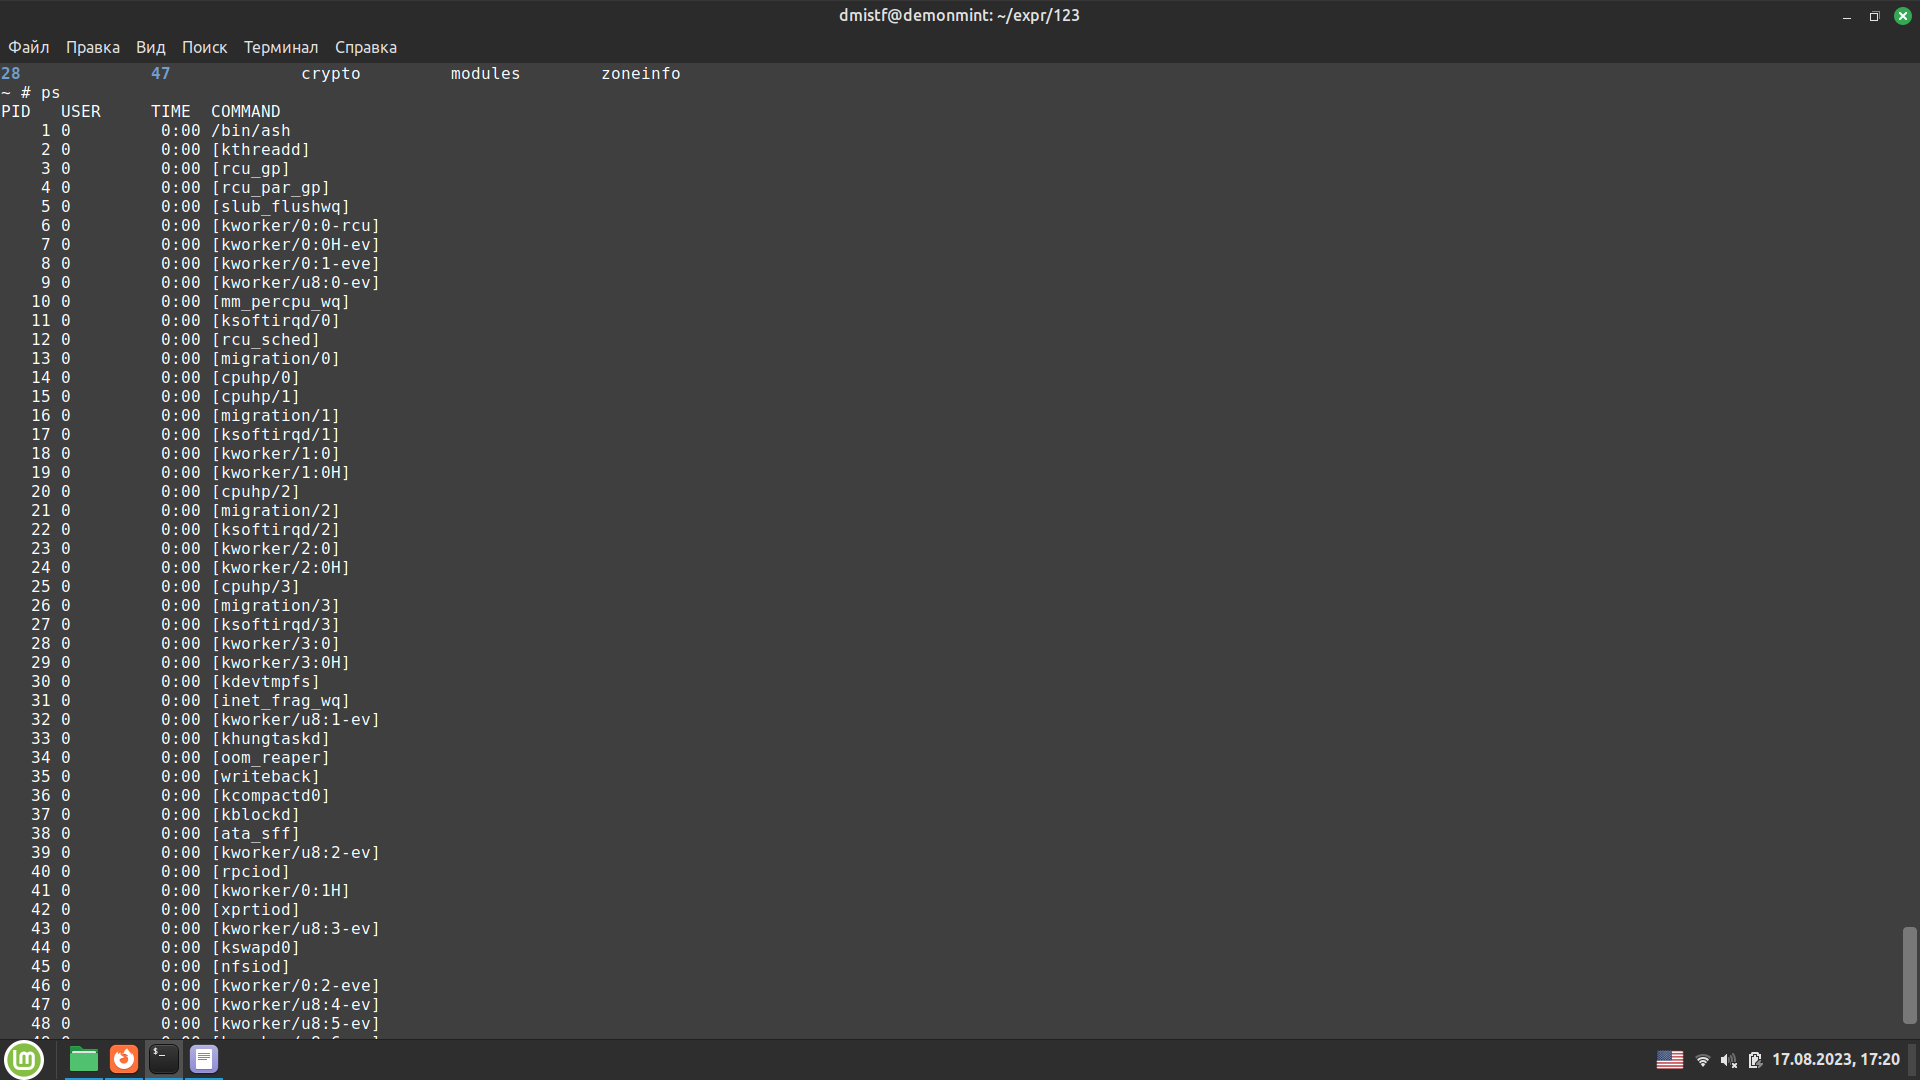 dmistf@demonmint: ~/expr/123
Файл Правка Вид Поиск Терминал Справка
28 47 crypto modules zoneinfo
~ # ps
PID USER TIME COMMAND
1 0 0:00 /bin/ash
2 0 0:00 [kthreadd]
3 0 0:00 [rcu_gp]
4 0 0:00 [rcu_par_gp]
5 0 0:00 [slub_flushwq]
6 0 0:00 [kworker/0:0-rcu]
7 0 0:00 [kworker/0:0H-ev]
8 0 0:00 [kworker/0:1-eve]
9 0 0:00 [kworker/u8:0-ev]
10 0 0:00 [mm_percpu_wq]
11 0 0:00 [ksoftirqd/0]
12 0 0:00 [rcu_sched]
13 0 0:00 [migration/0]
14 0 0:00 [cpuhp/0]
15 0 0:00 [cpuhp/1]
16 0 0:00 [migration/1]
17 0 0:00 [ksoftirqd/1]
18 0 0:00 [kworker/1:0]
19 0 0:00 [kworker/1:0H]
20 0 0:00 [cpuhp/2]
21 0 0:00 [migration/2]
22 0 0:00 [ksoftirqd/2]
23 0 0:00 [kworker/2:0]
24 0 0:00 [kworker/2:0H]
25 0 0:00 [cpuhp/3]
26 0 0:00 [migration/3]
27 0 0:00 [ksoftirqd/3]
28 0 0:00 [kworker/3:0]
29 0 0:00 [kworker/3:0H]
30 0 0:00 [kdevtmpfs]
31 0 0:00 [inet_frag_wq]
32 0 0:00 [kworker/u8:1-ev]
33 0 0:00 [khungtaskd]
34 0 0:00 [oom_reaper]
35 0 0:00 [writeback]
36 0 0:00 [kcompactd0]
37 0 0:00 [kblockd]
38 0 0:00 [ata_sff]
39 0 0:00 [kworker/u8:2-ev]
40 0 0:00 [rpciod]
41 0 0:00 [kworker/0:1H]
42 0 0:00 [xprtiod]
43 0 0:00 [kworker/u8:3-ev]
44 0 0:00 [kswapd0]
45 0 0:00 [nfsiod]
46 0 0:00 [kworker/0:2-eve]
47 0 0:00 [kworker/u8:4-ev]
48 0 0:00 [kworker/u8:5-ev]
17.08.2023, 17:20